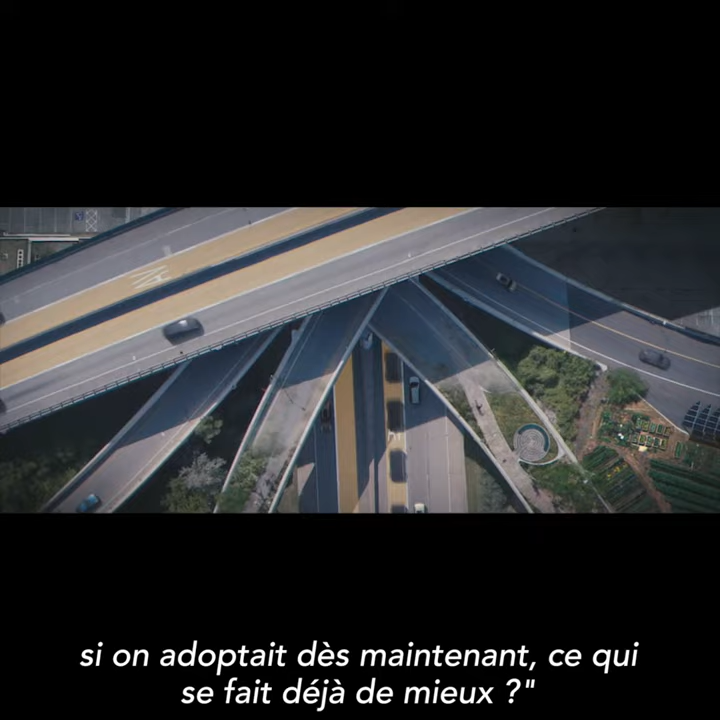 si on adoptait dès maintenant, ce qui
se fait déjà de mieux ?"